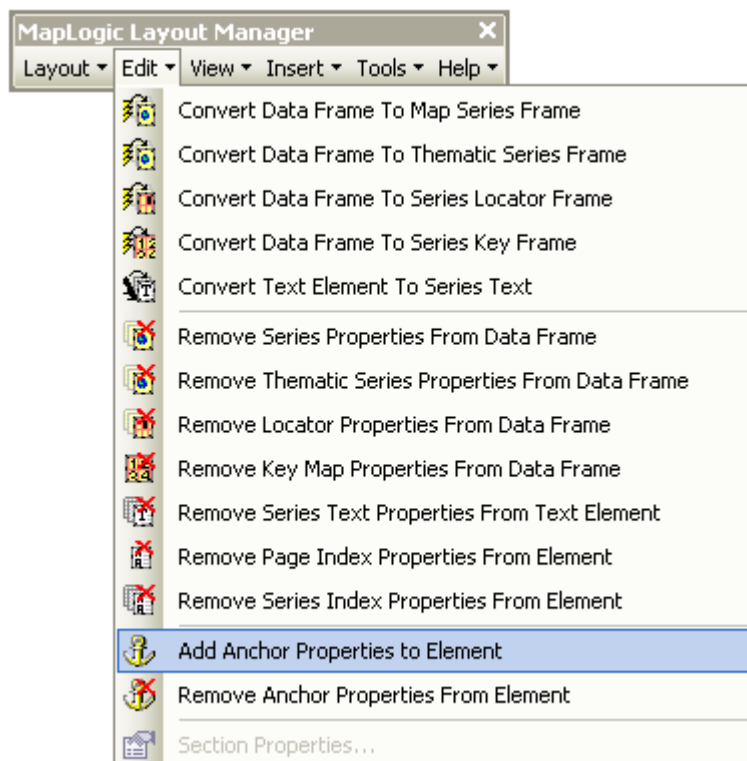 MapLogic Layout Manager
Layout Edit View Insert Tools Help
Convert Data Frame To Map Series Frame
Convert Data Frame To Thematic Series Frame
Convert Data Frame To Series Locator Frame
Convert Data Frame To Series Key Frame
Convert Text Element To Series Text
Remove Series Properties From Data Frame
Remove Thematic Series Properties From Data Frame
Remove Locator Properties From Data Frame
Remove Key Map Properties From Data Frame
Remove Series Text Properties From Text Element
Remove Page Index Properties From Element
Remove Series Index Properties From Element
Add Anchor Properties to Element
Remove Anchor Properties From Element
Section Properties...